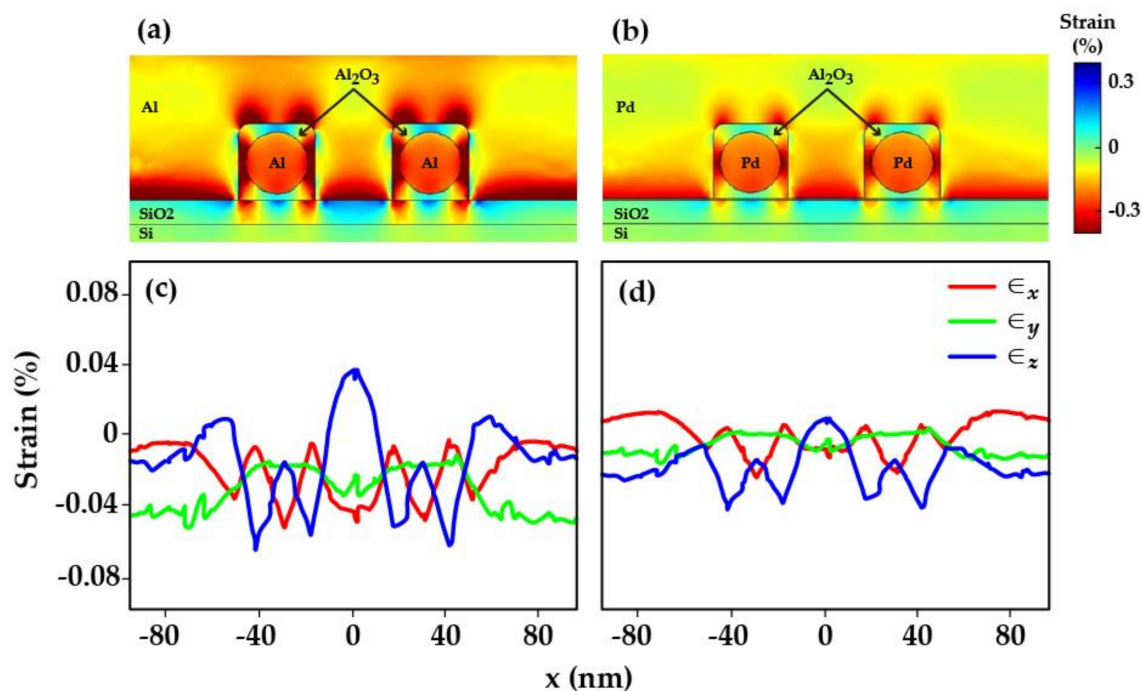 (a)
(b)
Strain
(%)
Al₂O₃
Al₂O₃
0.3
Al
Pd
Al
Al
Pd
Pd
0
SiO2
SiO2
-0.3
Si
Si
(c)
(d)
∈x
∈y
∈z
Strain (%)
0.08
0.04
0
-0.04
-0.08
-80
-40
0
40
80
-80
-40
0
40
80
x (nm)